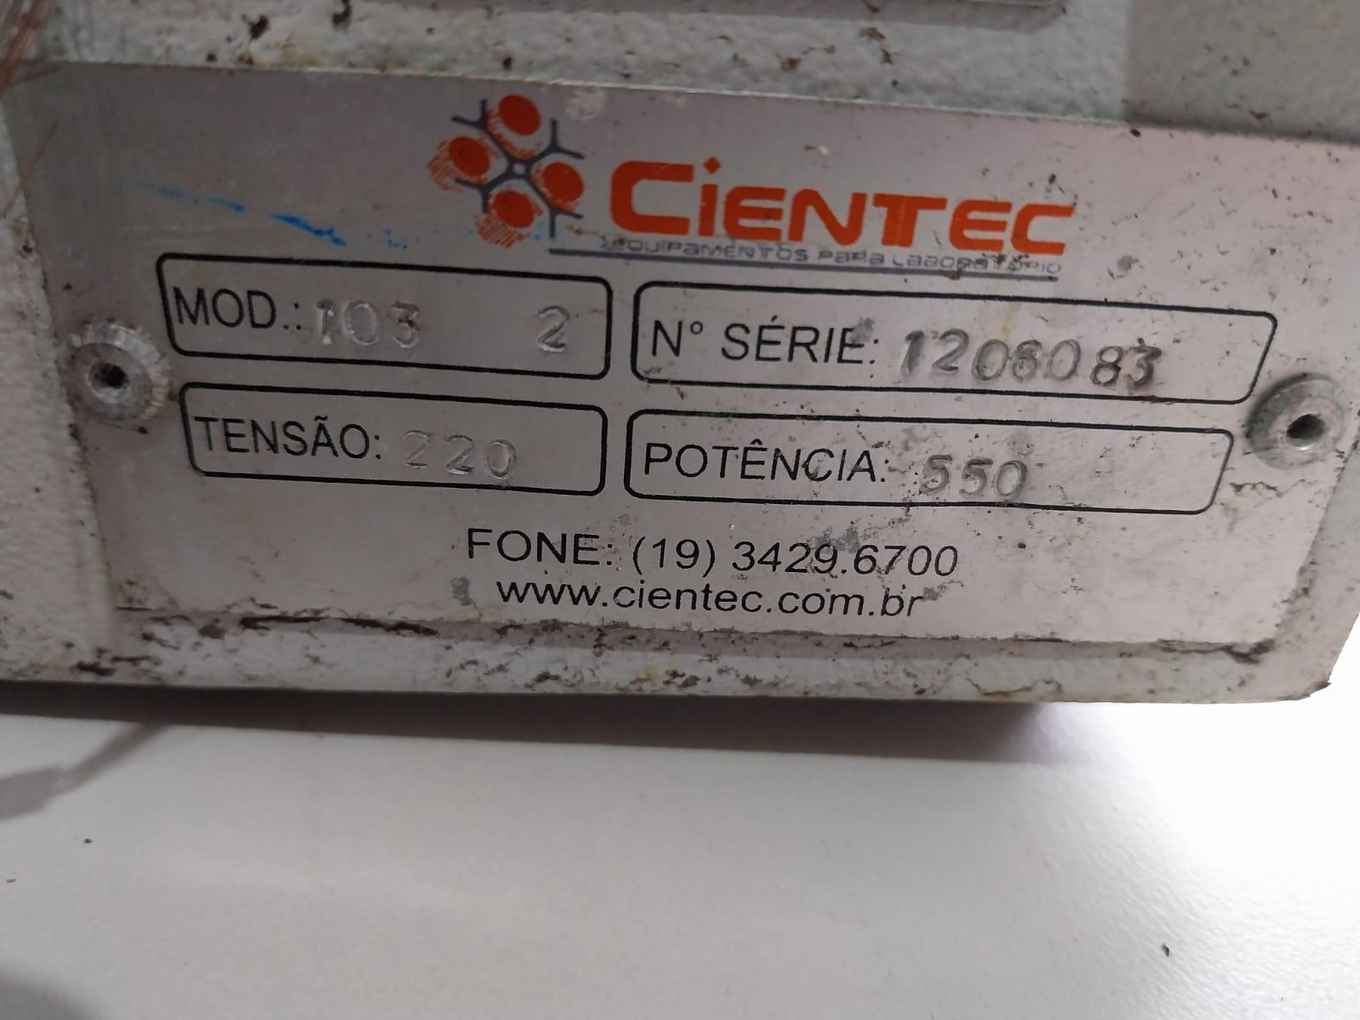 CIENTEC
EQUIPAMENTOS PARA LABORATÓRIO
MOD.: 103 2
N° SÉRIE: 1206083
TENSÃO: 220
POTÊNCIA: 550
FONE: (19) 3429.6700
www.cientec.com.br